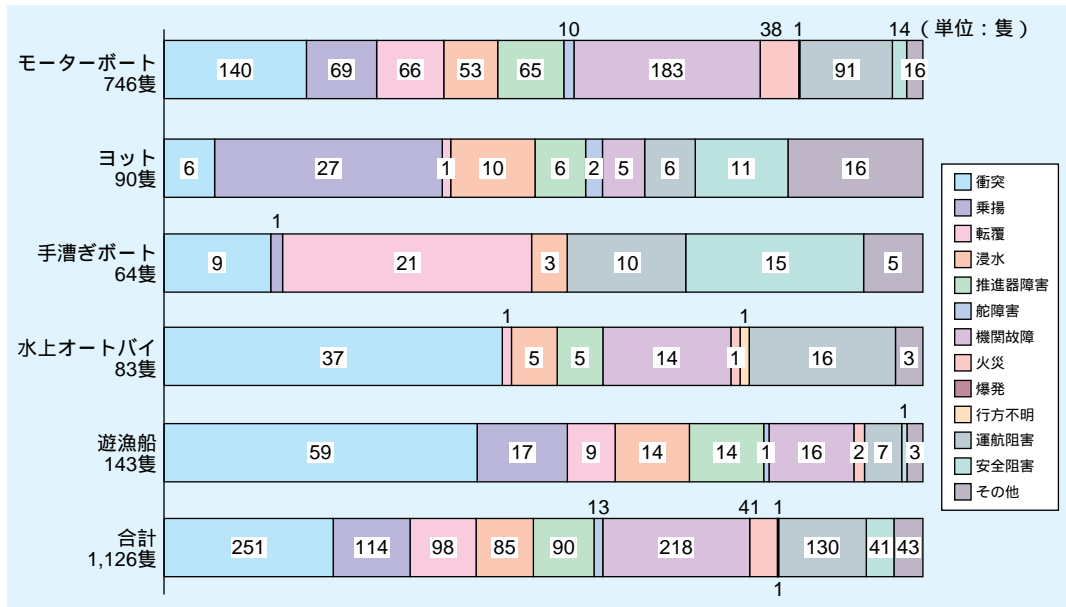 10 38 1 14 (単位:隻)
モーターボート
746隻
140 69 66 53 65 183 91 16
ヨット
90隻
6 27 1 10 6 2 5 6 11 16
1
手漕ぎボート
64隻
9 21 3 10 15 5
1 1
水上オートバイ
83隻
37 5 5 14 1 16 3
1
遊漁船
143隻
59 17 9 14 14 1 16 2 7 3
13 41 1
合計
1,126隻
251 114 98 85 90 218 130 41 43
1
衝突
乗揚
転覆
浸水
推進器障害
舵障害
機関故障
火災
爆発
行方不明
運航阻害
安全阻害
その他